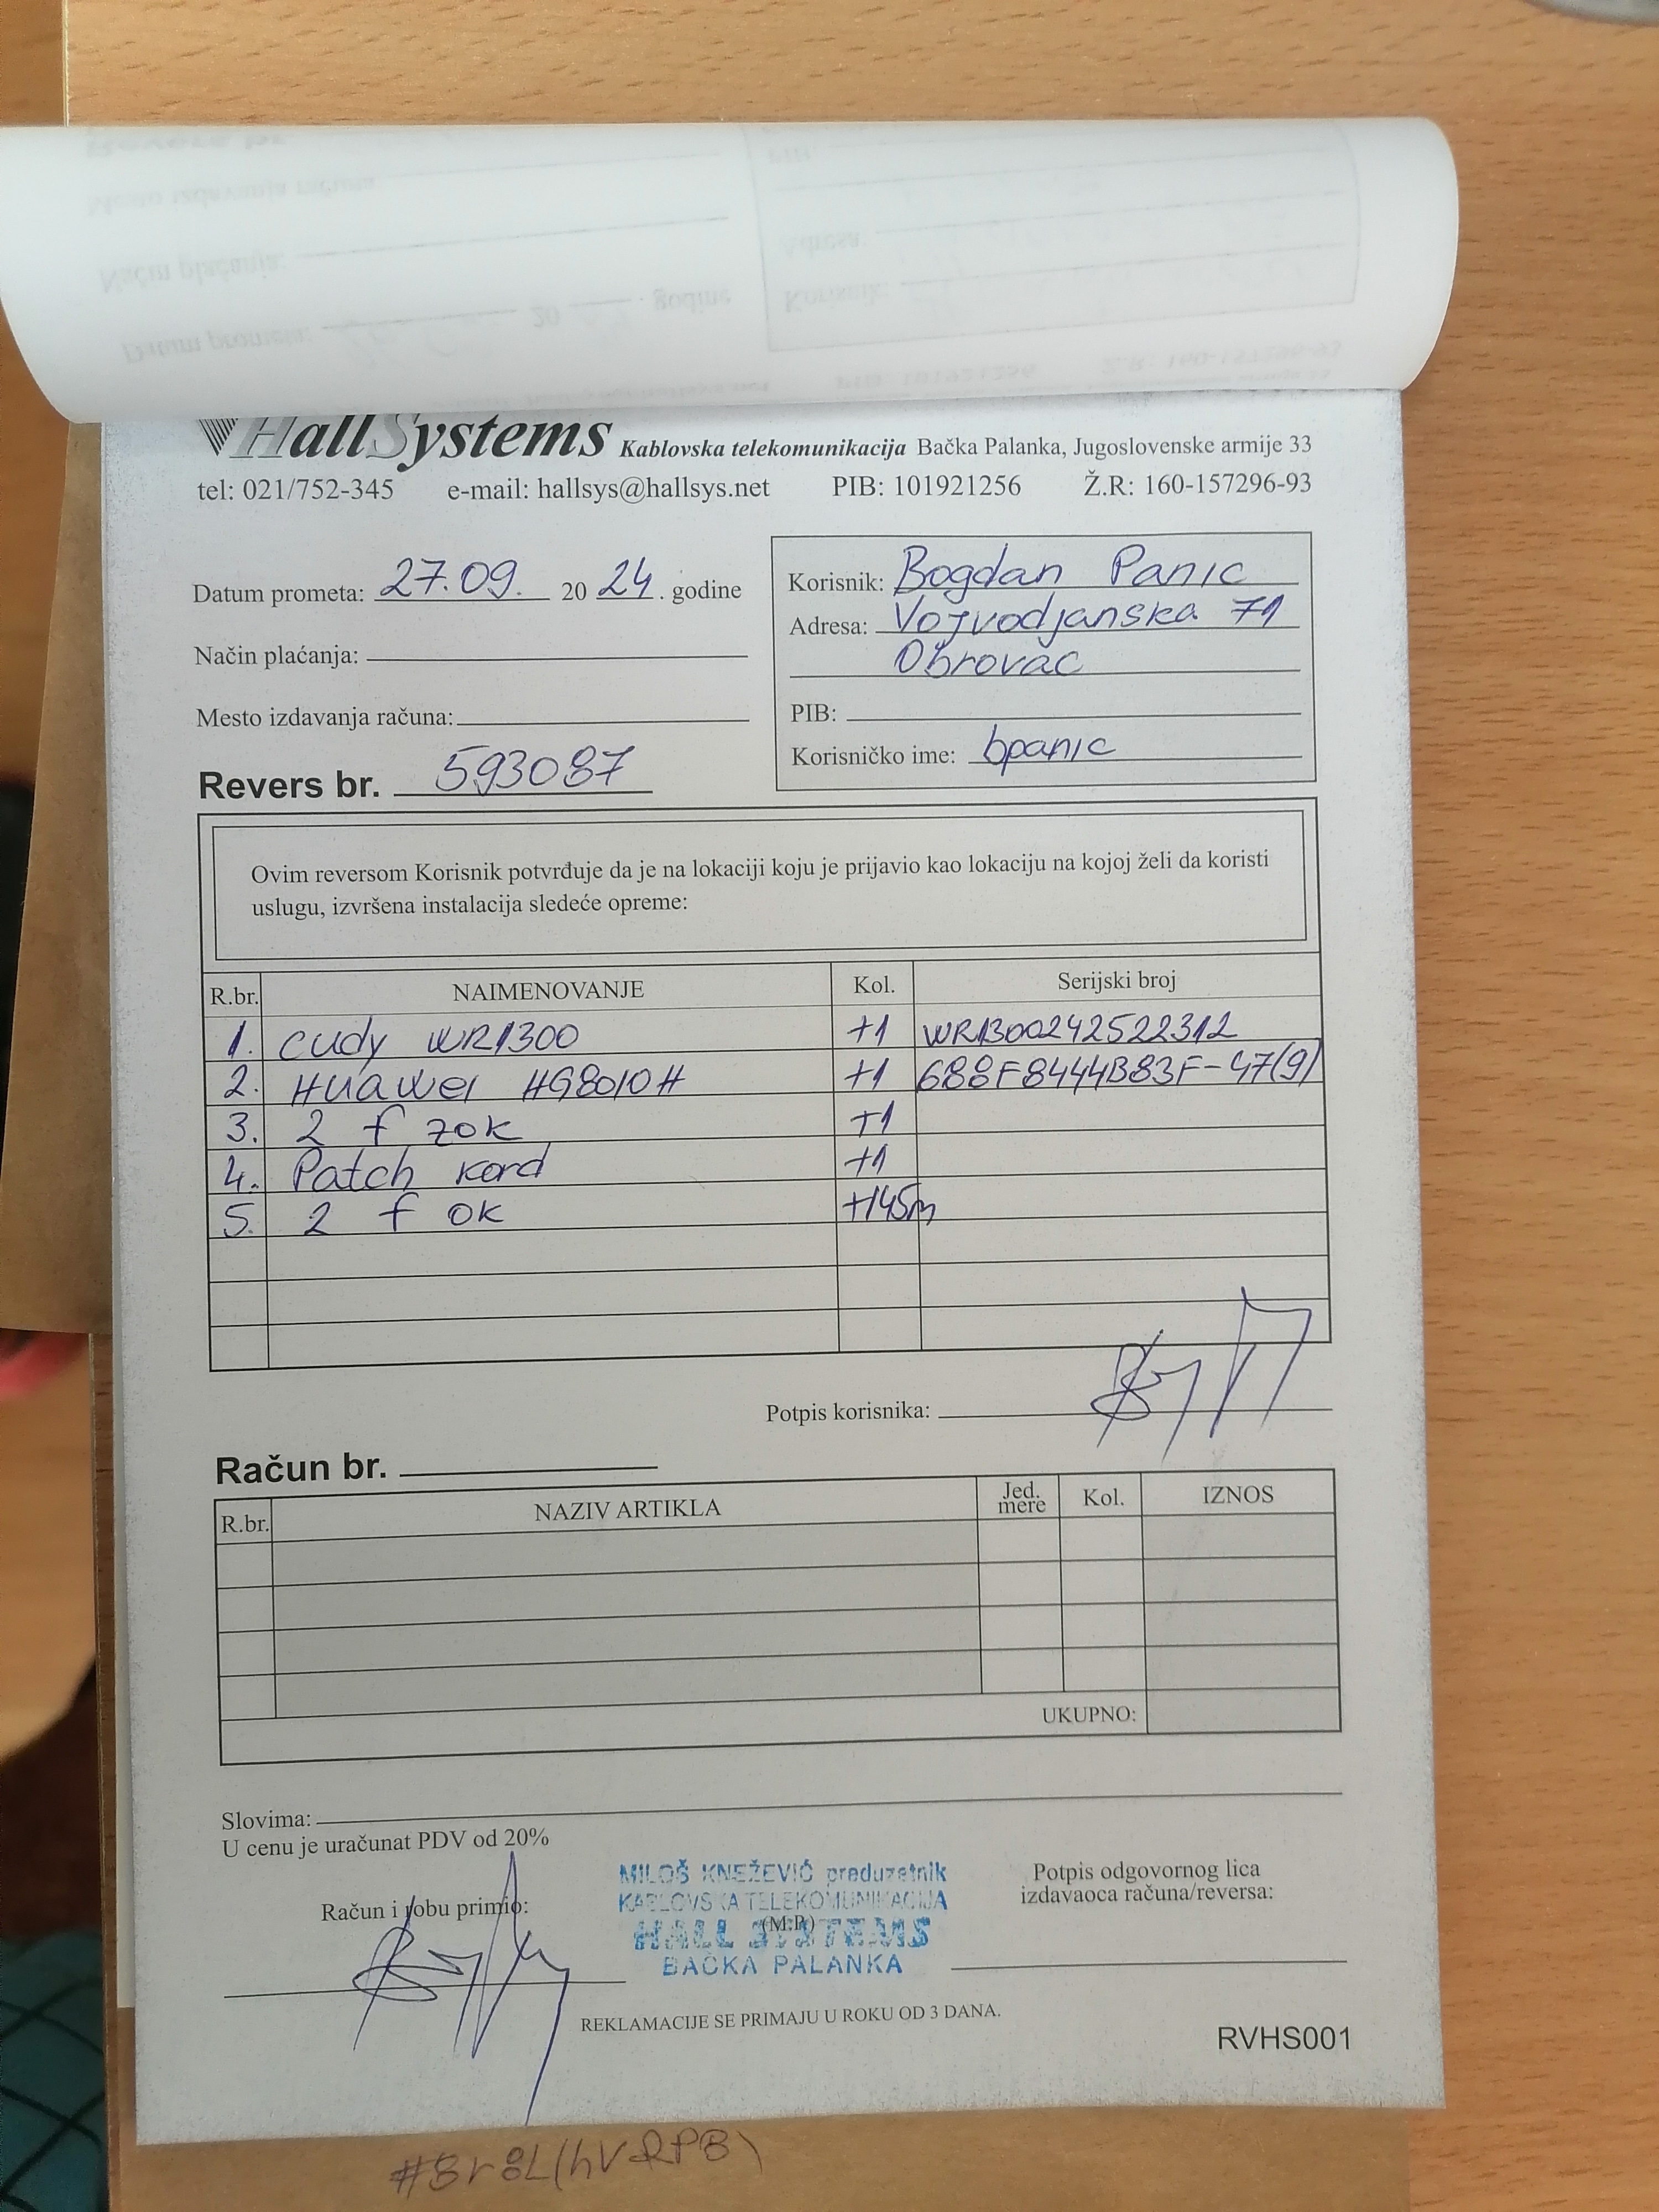 HallSystems Kablovska telekomunikacija Bačka Palanka, Jugoslovenske armije 33
tel: 021/752-345 e-mail: hallsys@hallsys.net PIB: 101921256 Ž.R: 160-157296-93
Datum prometa: 27.09. 20 24. godine
Način plaćanja:
Mesto izdavanja računa:
Revers br. 593087
Korisnik: Bogdan Panic
Adresa: Vojvodjanska 71
Obrovac
PIB:
Korisničko ime: bpanic
Ovim reversom Korisnik potvrđuje da je na lokaciji koju je prijavio kao lokaciju na kojoj želi da koristi
uslugu, izvršena instalacija sledeće opreme:
R.br. NAIMENOVANJE Kol. Serijski broj
1. cudy WR1300 +1 WR1300242522312
2. Huawei HG8010H +1 688F8444B83F-47(9)
3. 2 f zok +1
4. Patch kord +1
5. 2 f ok +145m
Potpis korisnika:
Račun br.
R.br. NAZIV ARTIKLA Jed. mere Kol. IZNOS
UKUPNO:
Slovima:
U cenu je uračunat PDV od 20%
Račun i robu primio:
MILOŠ KNEŽEVIĆ preduzetnik
KABLOVSKA TELEKOMUNIKACIJA
(M.P.)
HALL SYSTEMS
BAČKA PALANKA
Potpis odgovornog lica
izdavaoca računa/reversa:
REKLAMACIJE SE PRIMAJU U ROKU OD 3 DANA.
RVHS001